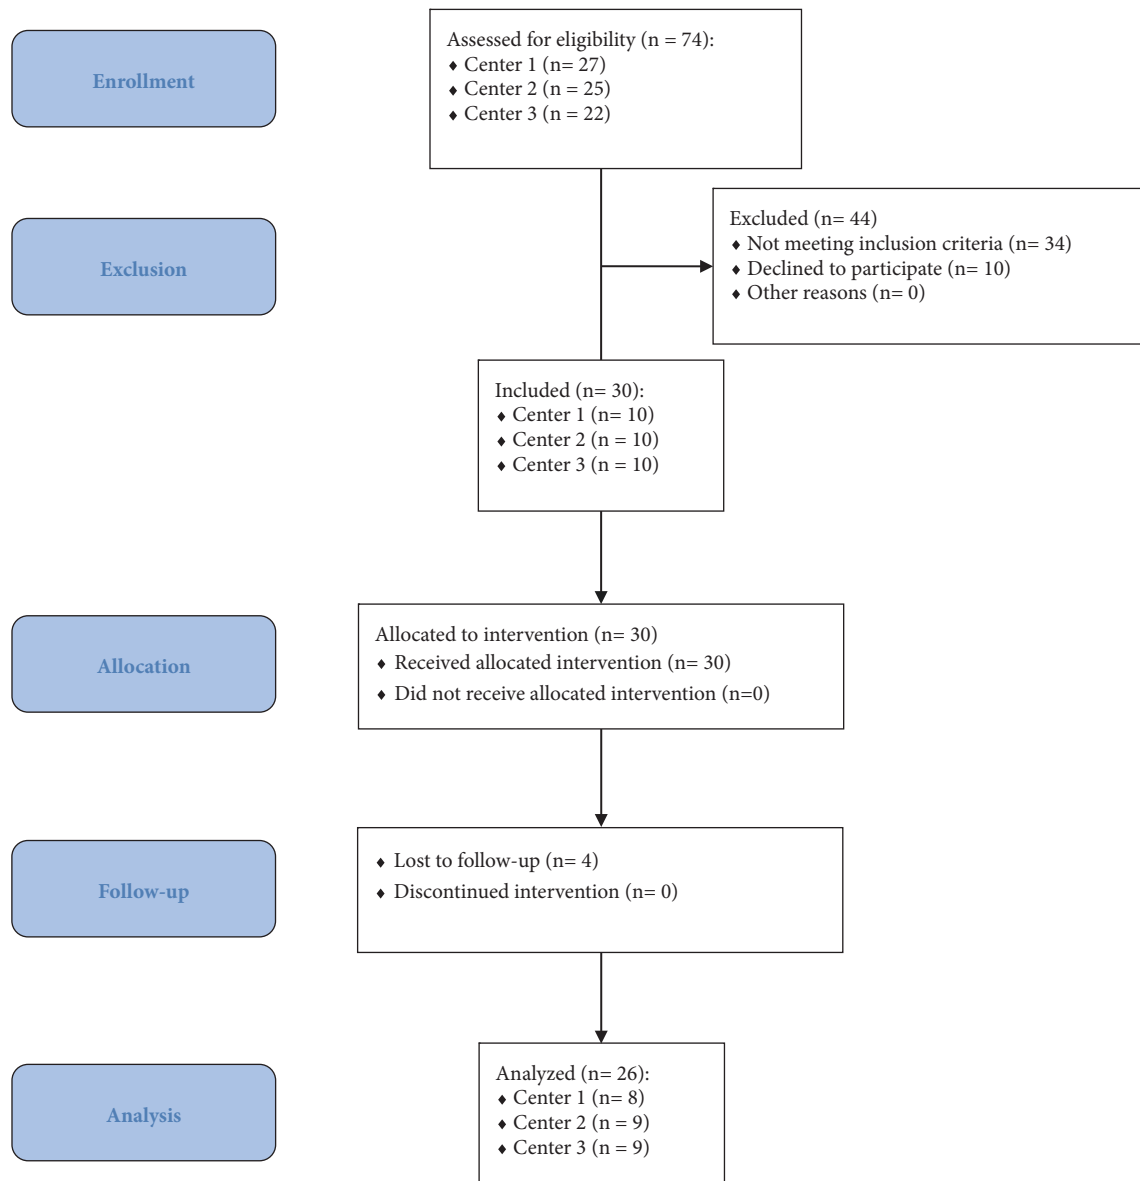 Enrollment
Assessed for eligibility (n = 74):
♦ Center 1 (n= 27)
♦ Center 2 (n = 25)
♦ Center 3 (n = 22)
Exclusion
Excluded (n= 44)
♦ Not meeting inclusion criteria (n= 34)
♦ Declined to participate (n= 10)
♦ Other reasons (n= 0)
Included (n= 30):
♦ Center 1 (n= 10)
♦ Center 2 (n= 10)
♦ Center 3 (n = 10)
Allocation
Allocated to intervention (n= 30)
♦ Received allocated intervention (n= 30)
♦ Did not receive allocated intervention (n=0)
Follow-up
♦ Lost to follow-up (n= 4)
♦ Discontinued intervention (n= 0)
Analysis
Analyzed (n= 26):
♦ Center 1 (n= 8)
♦ Center 2 (n = 9)
♦ Center 3 (n = 9)